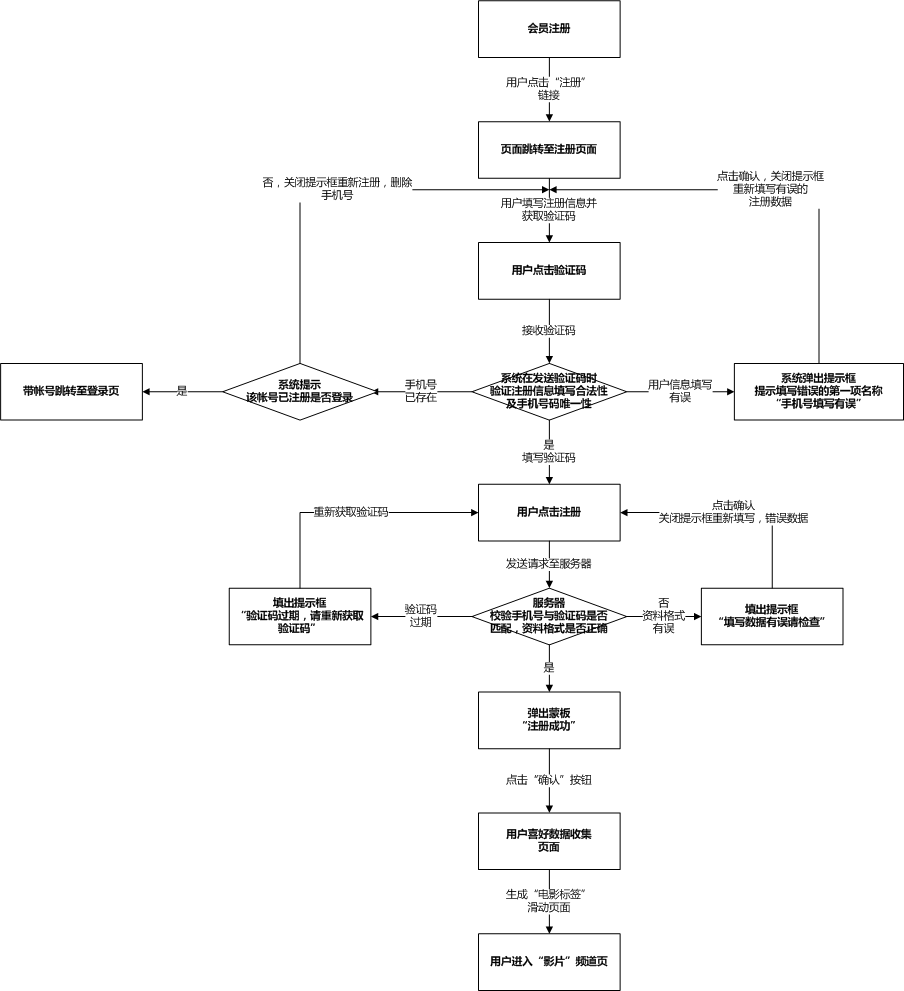 会员注册
用户点击“注册”
链接
页面跳转至注册页面
否，关闭提示框重新注册，删除
手机号
点击确认，关闭提示框
重新填写有误的
注册数据
用户填写注册信息并
获取验证码
用户点击验证码
接收验证码
带帐号跳转至登录页
是
系统提示
该帐号已注册是否登录
手机号
已存在
系统在发送验证码时
验证注册信息填写合法性
及手机号码唯一性
用户信息填写
有误
系统弹出提示框
提示填写错误的第一项名称
“手机号填写有误”
是
填写验证码
重新获取验证码
用户点击注册
点击确认
关闭提示框重新填写，错误数据
发送请求至服务器
填出提示框
“验证码过期，请重新获取
验证码”
验证码
过期
服务器
校验手机号与验证码是否
匹配，资料格式是否正确
否
资料格式
有误
填出提示框
“填写数据有误请检查”
是
弹出蒙板
“注册成功”
点击“确认”按钮
用户喜好数据收集
页面
生成“电影标签”
滑动页面
用户进入“影片”频道页